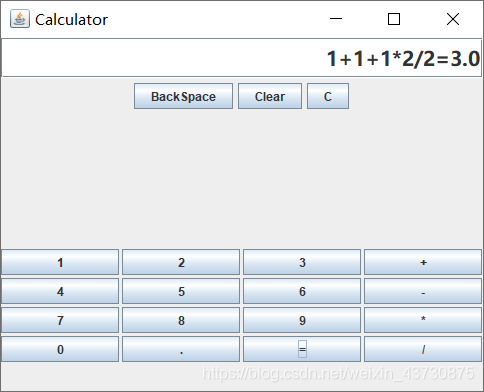 Calculator
1+1+1*2/2=3.0
BackSpace Clear C
1 2 3 +
4 5 6 -
7 8 9 *
0 . = /
https://blog.csdn.net/weixin_43730875